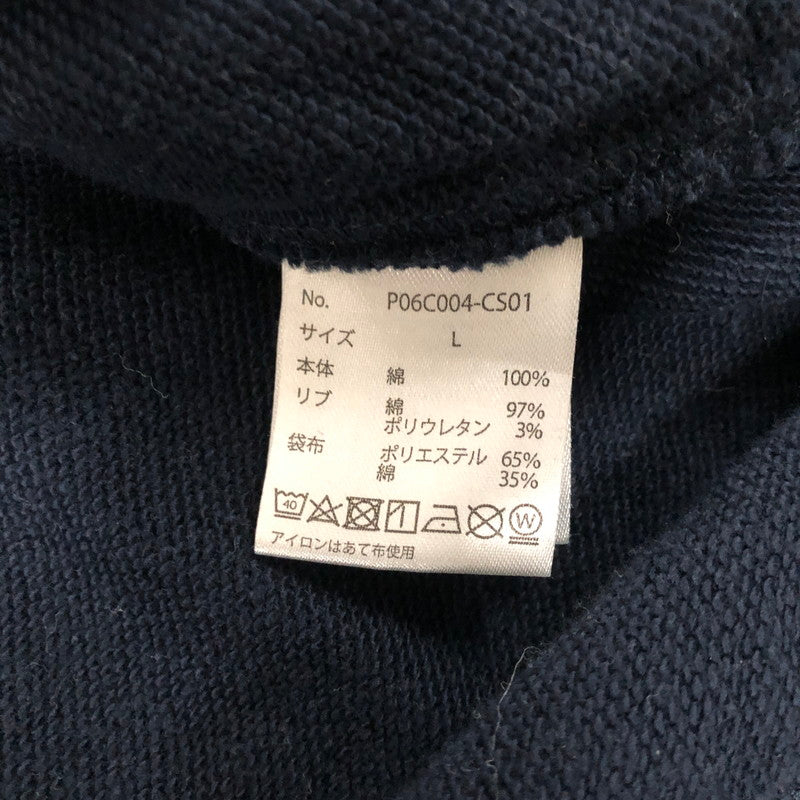 No. P06C004-CS01
サイズ L
本体 綿 100%
リブ 綿 97%
ポリウレタン 3%
袋布 ポリエステル 65%
綿 35%
40 W
アイロンはあて布使用